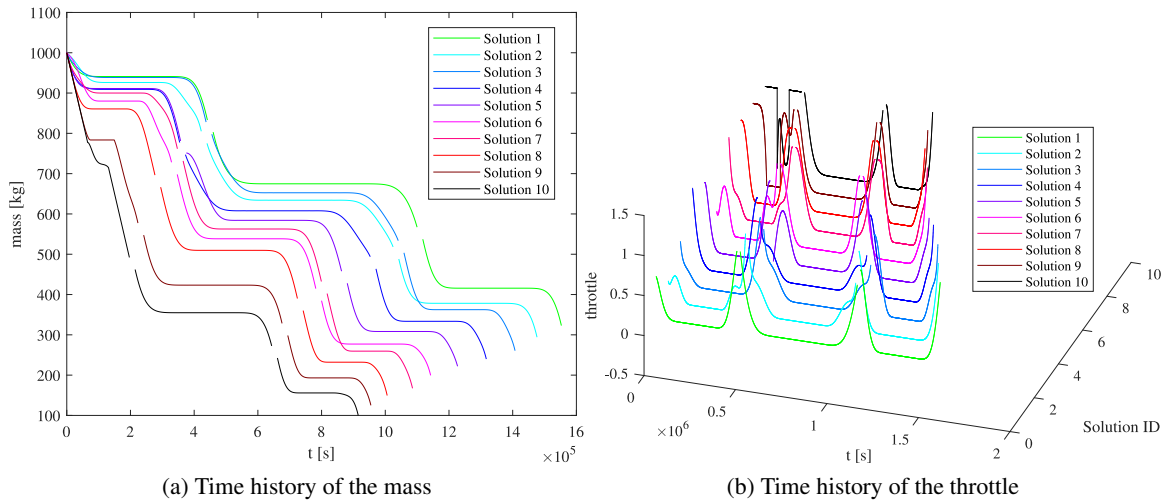 1100
1000
900
800
700
600
500
400
300
200
100
mass [kg]
0
2
4
6
8
10
12
14
16
t [s]
×10^5
Solution 1
Solution 2
Solution 3
Solution 4
Solution 5
Solution 6
Solution 7
Solution 8
Solution 9
Solution 10
(a) Time history of the mass
1.5
1
0.5
0
-0.5
throttle
0
0.5
1
1.5
2
×10^6
t [s]
0
2
4
6
8
10
Solution ID
Solution 1
Solution 2
Solution 3
Solution 4
Solution 5
Solution 6
Solution 7
Solution 8
Solution 9
Solution 10
(b) Time history of the throttle